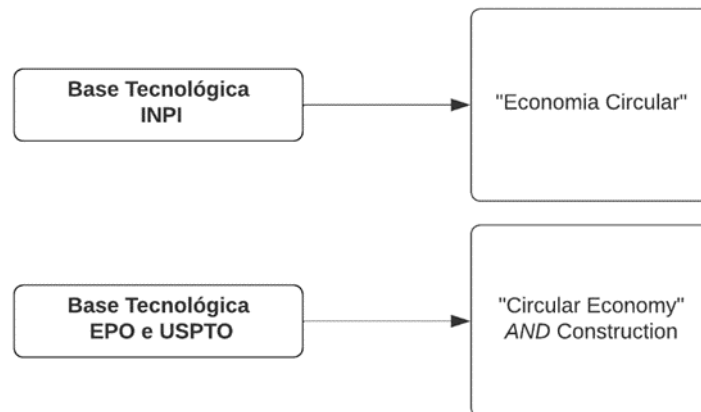 Base Tecnológica
INPI
"Economia Circular"
Base Tecnológica
EPO e USPTO
"Circular Economy"
AND Construction